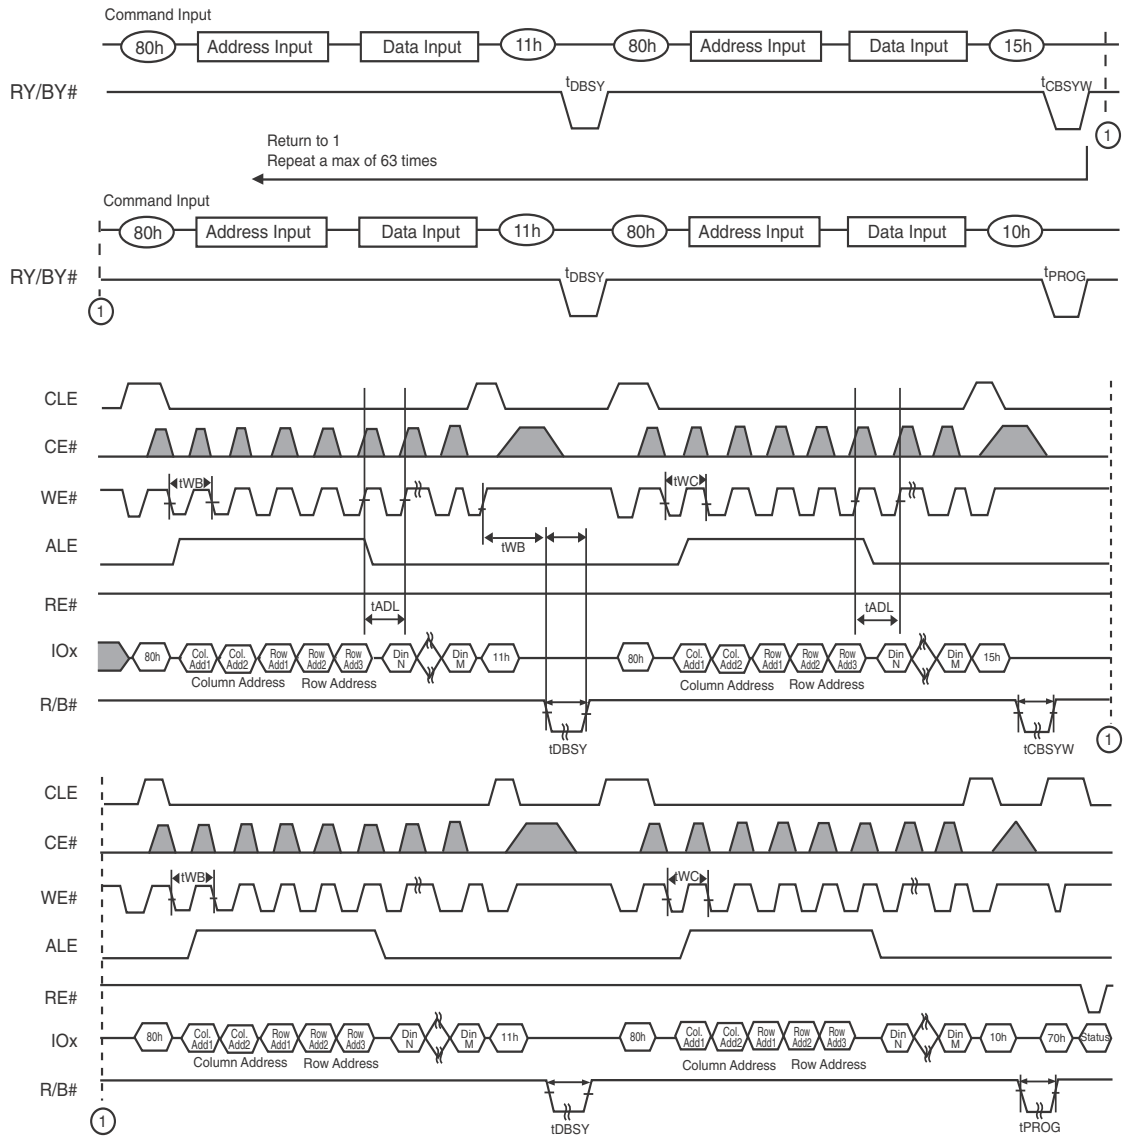 Command Input
80h Address Input Data Input 11h 80h Address Input Data Input 15h
RY/BY# tDBSY tCBSYW
1
Return to 1
Repeat a max of 63 times
Command Input
80h Address Input Data Input 11h 80h Address Input Data Input 10h
RY/BY# tDBSY tPROG
1
CLE
CE#
WE# tWB tWC
ALE tWB
RE# tADL tADL
IOx 80h Col. Add1 Col. Add2 Row Add1 Row Add2 Row Add3 Din N Din M 11h 80h Col. Add1 Col. Add2 Row Add1 Row Add2 Row Add3 Din N Din M 15h
Column Address Row Address Column Address Row Address
R/B#
tDBSY tCBSYW 1
CLE
CE#
WE# tWB tWC
ALE
RE#
IOx 80h Col. Add1 Col. Add2 Row Add1 Row Add2 Row Add3 Din N Din M 11h 80h Col. Add1 Col. Add2 Row Add1 Row Add2 Row Add3 Din N Din M 10h 70h Status
Column Address Row Address Column Address Row Address
R/B#
1 tDBSY tPROG